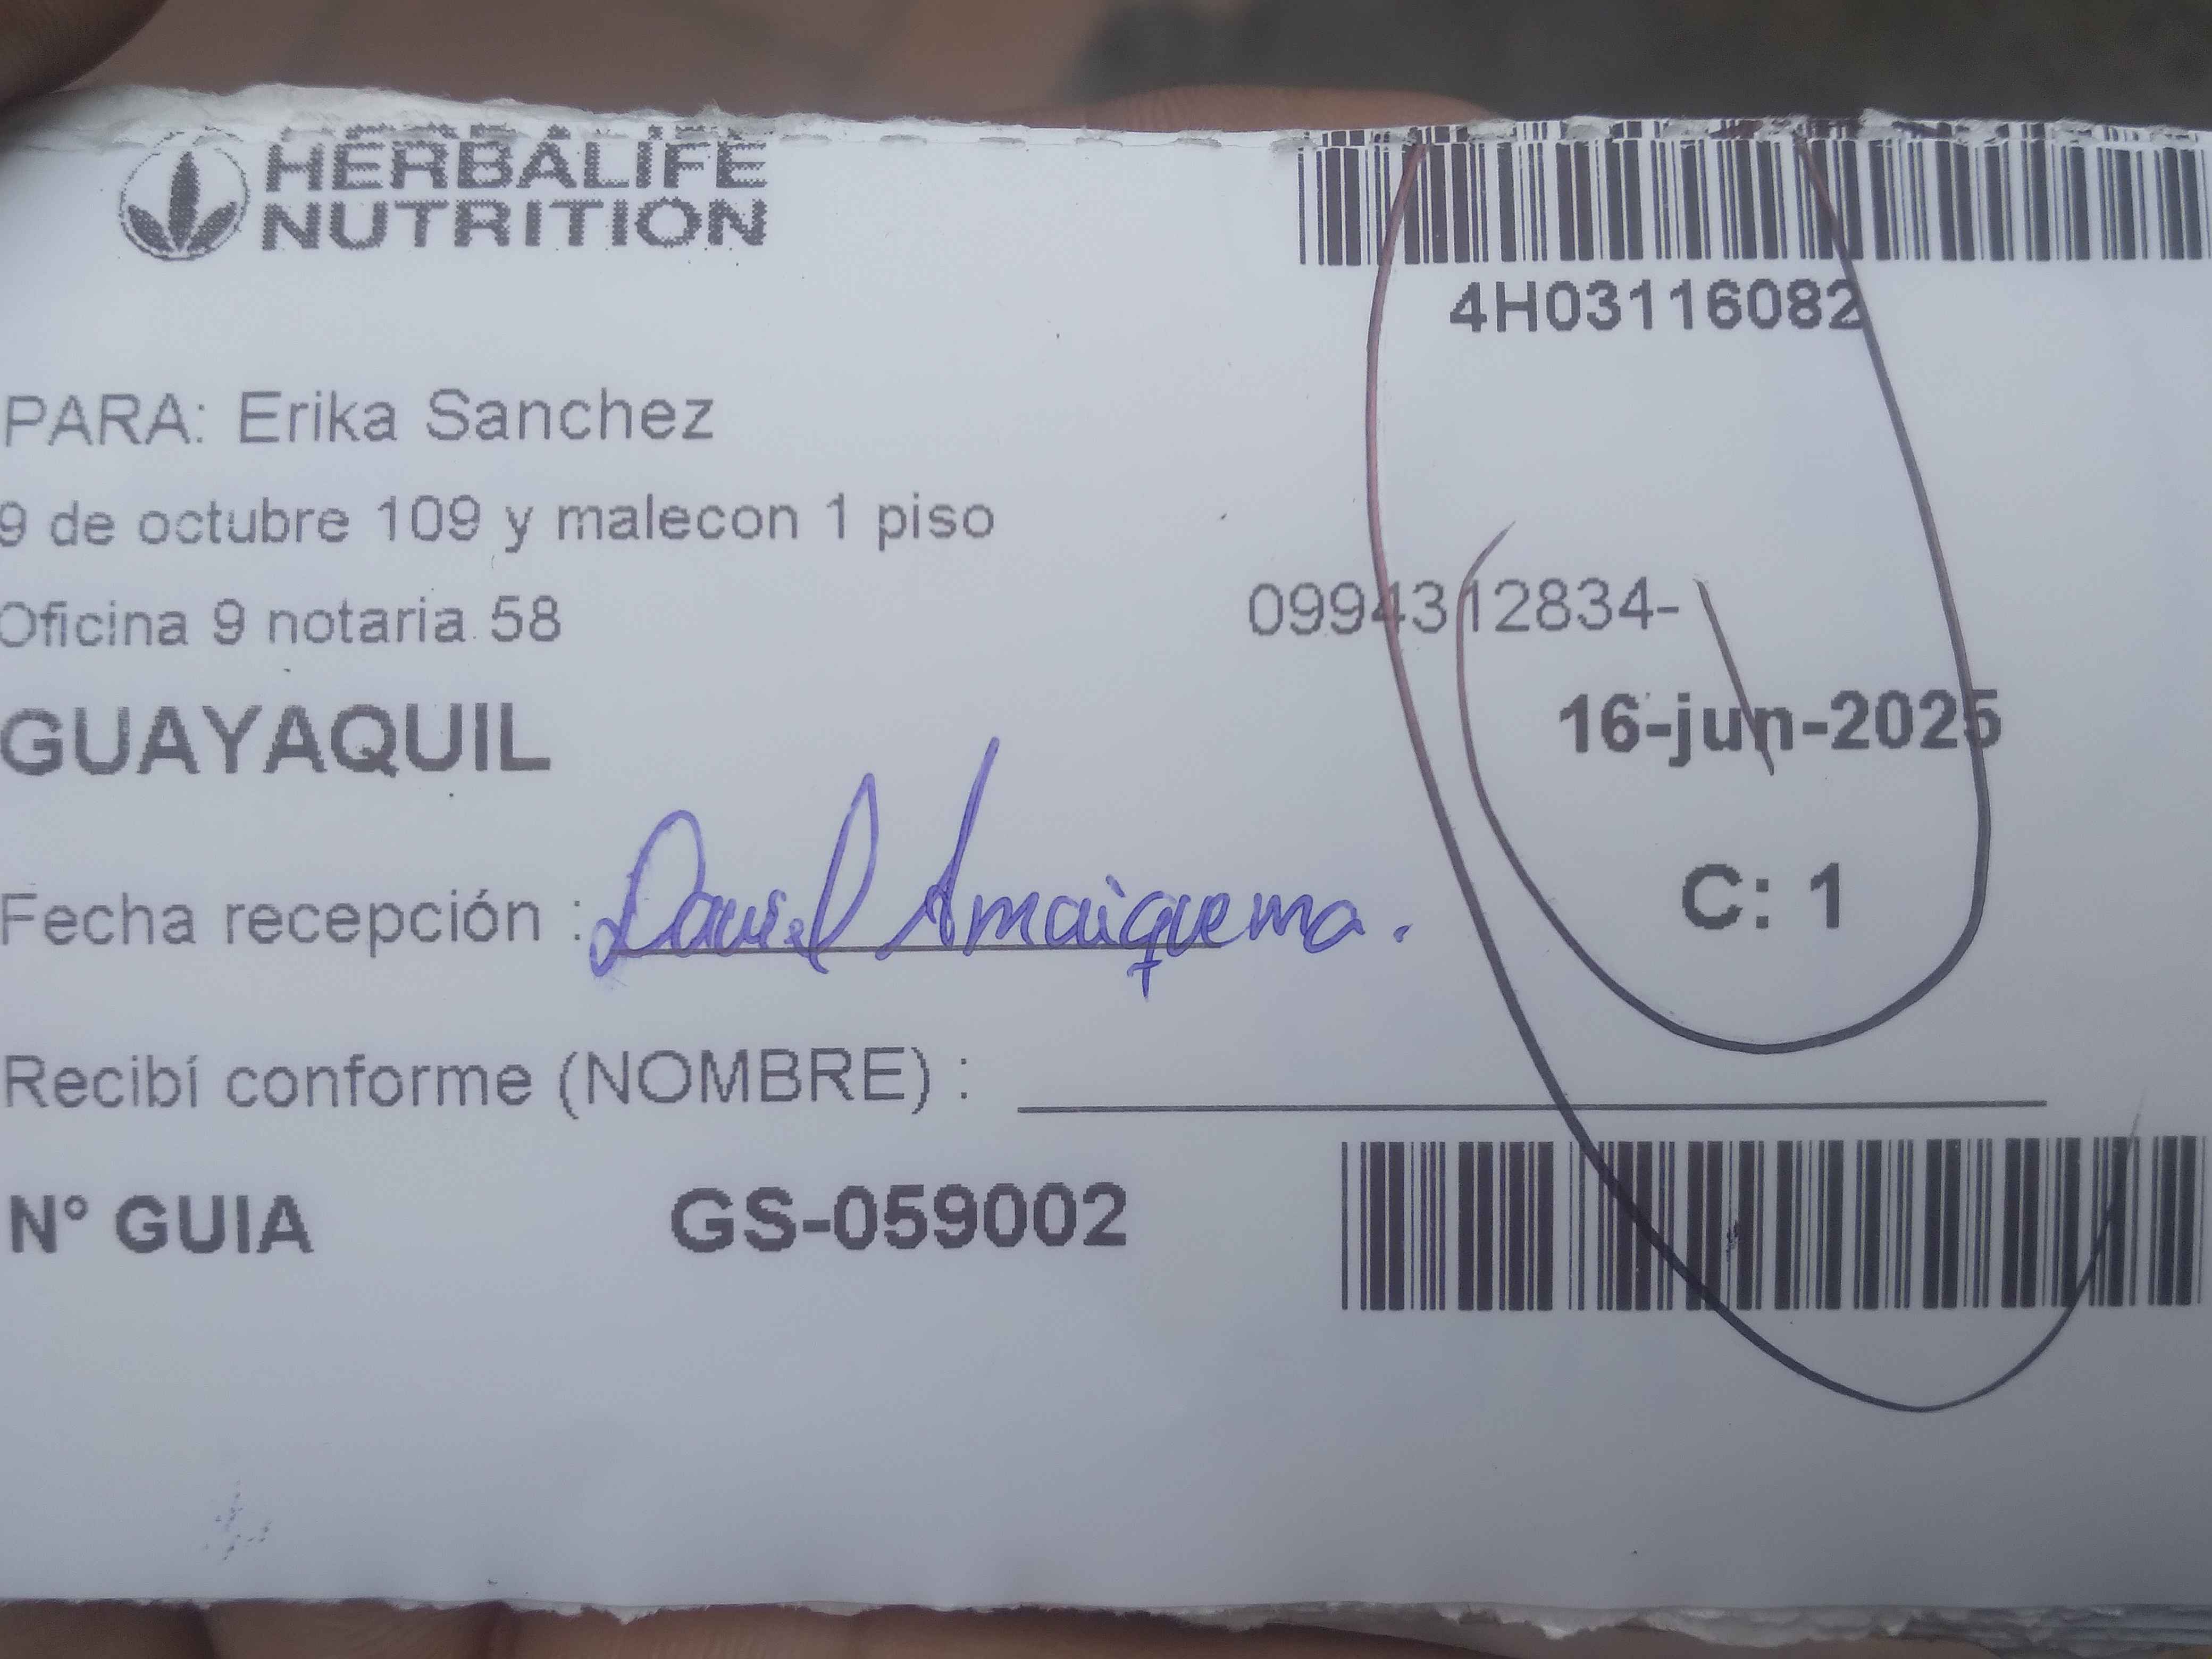 HERBALIFE
NUTRITION
4H03116082
PARA: Erika Sanchez
9 de octubre 109 y malecon 1 piso
Oficina 9 notaria 58
0994312834-
GUAYAQUIL
16-jun-2025
C: 1
Fecha recepción : Daniel Amaiquema.
Recibí conforme (NOMBRE) :
N° GUIA GS-059002